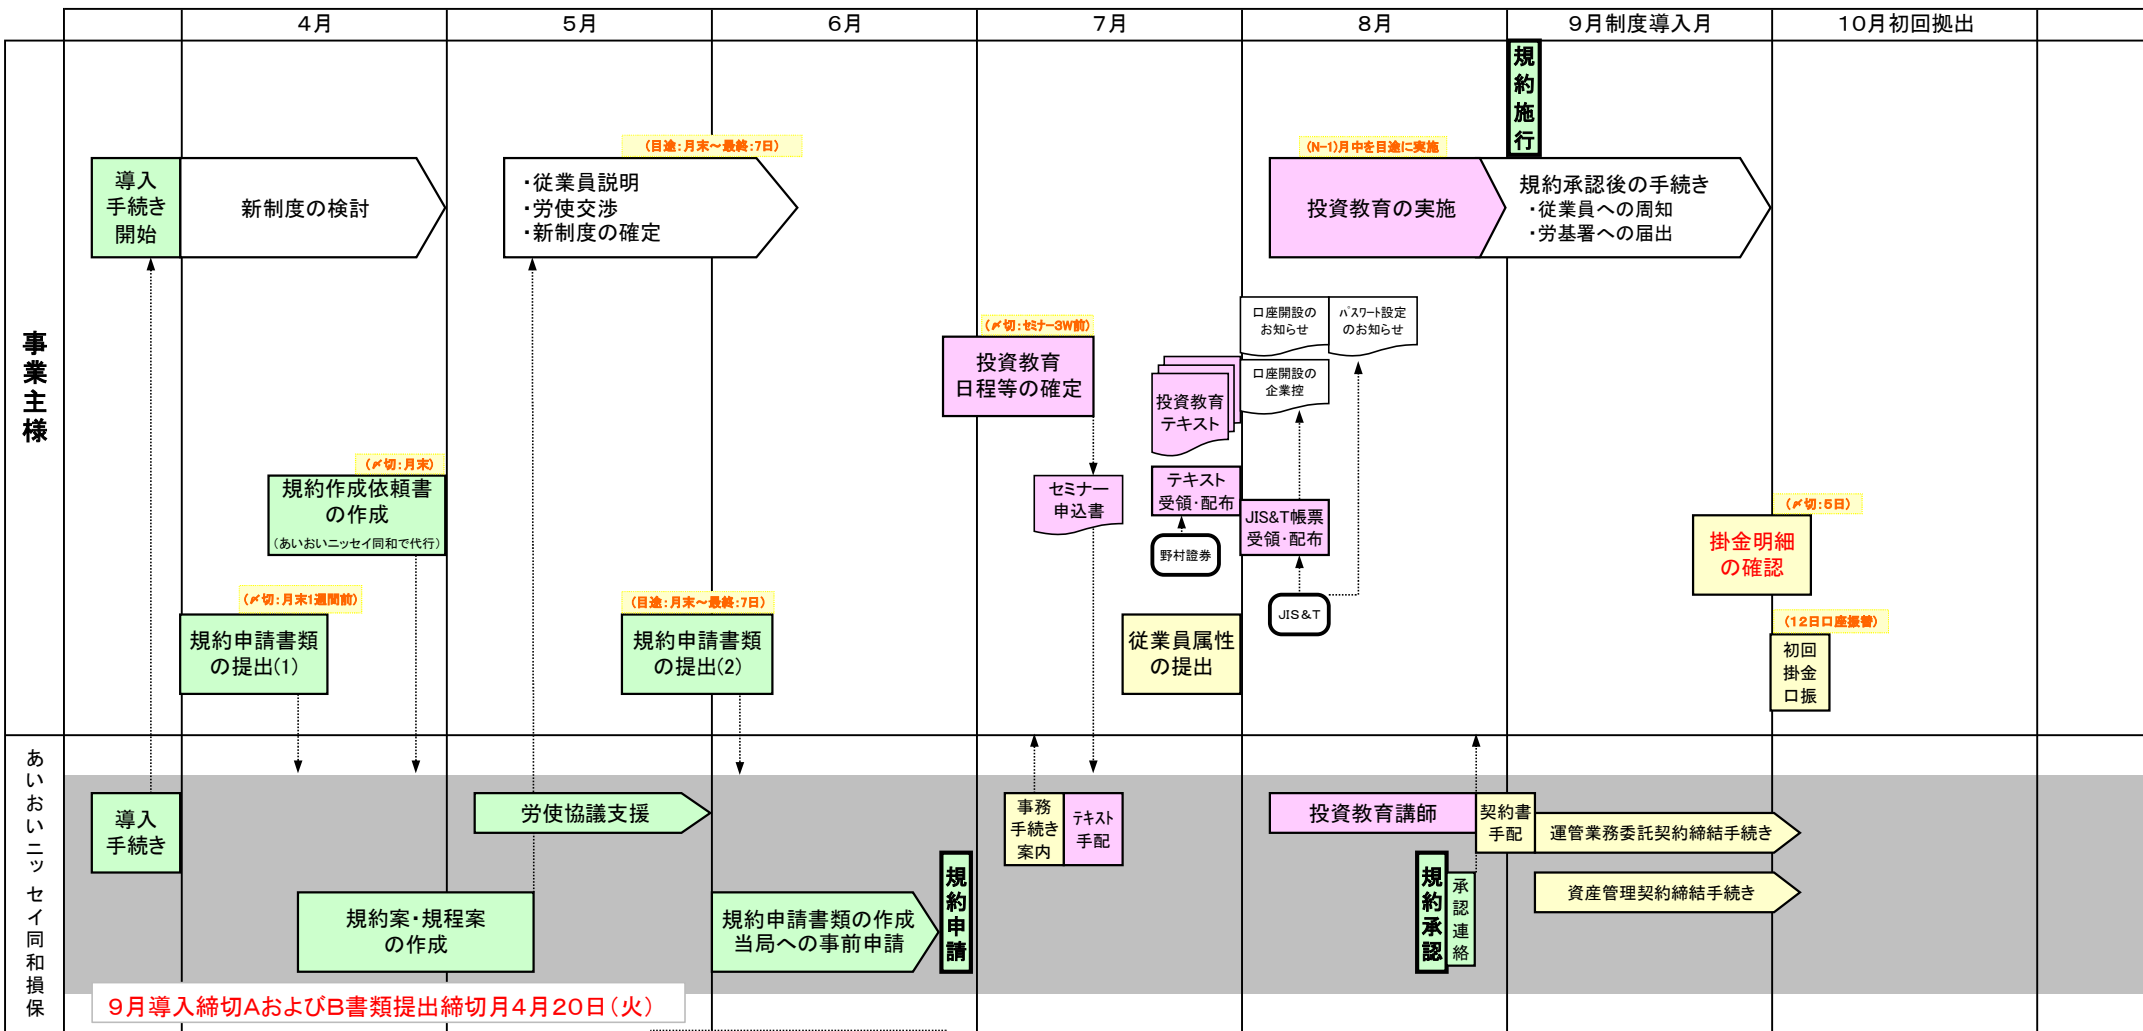 4月
5月
6月
7月
8月
9月制度導入月
10月初回拠出
規約施行
(目途:月末～最終:7日)
(N-1)月中を目途に実施
導入
手続き
開始
新制度の検討
・従業員説明
・労使交渉
・新制度の確定
投資教育の実施
規約承認後の手続き
・従業員への周知
・労基署への届出
事業主様
(〆切:ｾﾐﾅｰ3W前)
投資教育
日程等の確定
口座開設の
お知らせ
ﾊﾟｽﾜｰﾄ設定
のお知らせ
口座開設の
企業控
投資教育
テキスト
(〆切:月末)
規約作成依頼書
の作成
(あいおいニッセイ同和で代行)
セミナー
申込書
テキスト
受領・配布
JIS&T帳票
受領・配布
野村證券
(〆切:5日)
掛金明細
の確認
(〆切:月末1週間前)
規約申請書類
の提出(1)
(目途:月末～最終:7日)
規約申請書類
の提出(2)
従業員属性
の提出
JIS&T
(12日口座振替)
初回
掛金
口振
あいおいニッセイ同和損保
導入
手続き
労使協議支援
事務
手続き
案内
ﾃｷｽﾄ
手配
投資教育講師
契約書
手配
運管業務委託契約締結手続き
規約案・規程案
の作成
規約申請書類の作成
当局への事前申請
規約申請
規約承認
承認連絡
資産管理契約締結手続き
9月導入締切AおよびB書類提出締切月4月20日(火)